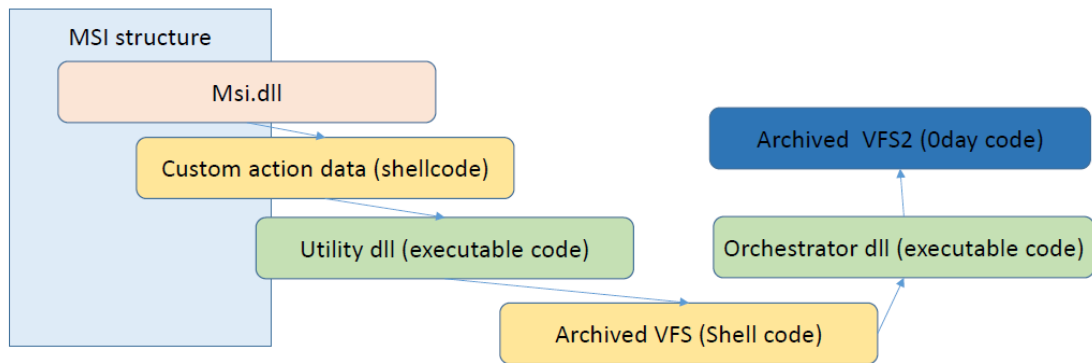 MSI structure
Msi.dll
Custom action data (shellcode)
Utility dll (executable code)
Archived VFS (Shell code)
Orchestrator dll (executable code)
Archived VFS2 (0day code)